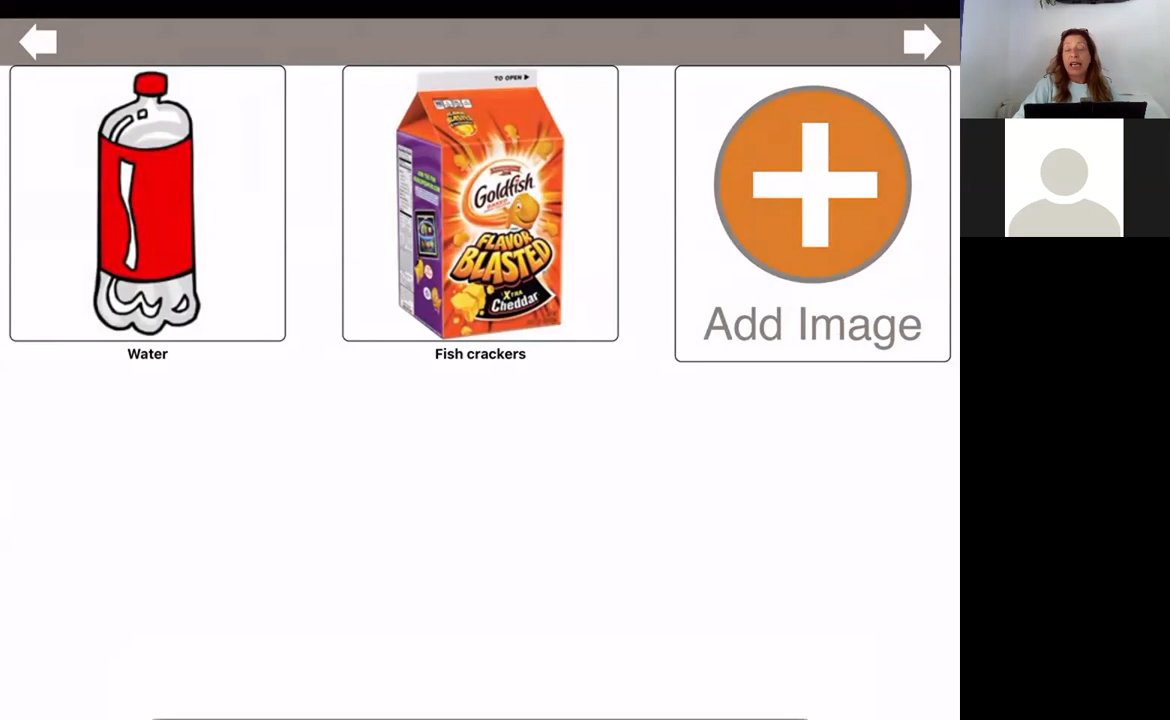 TO OPEN
Goldfish
FLAVOR
BLASTED
XTRA
Cheddar
Add Image
Water
Fish crackers